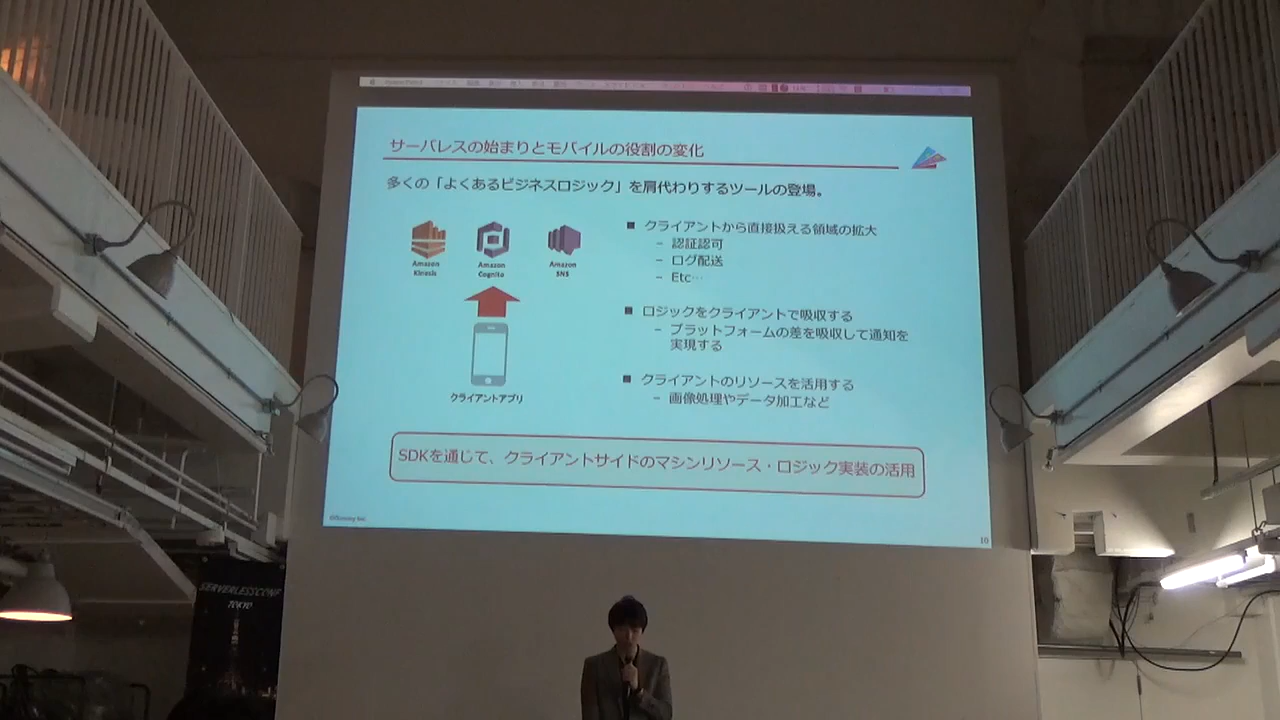 サーバレスの始まりとモバイルの役割の変化
多くの「よくあるビジネスロジック」を肩代わりするツールの登場。
Amazon
Kinesis
Amazon
Cognito
Amazon
SNS
クライアントアプリ
■ クライアントから直接扱える領域の拡大
– 認証認可
– ログ配送
– Etc…
■ ロジックをクライアントで吸収する
– プラットフォームの差を吸収して通知を
実現する
■ クライアントのリソースを活用する
– 画像処理やデータ加工など
SDKを通じて、クライアントサイドのマシンリソース・ロジック実装の活用
10
SERVERLESSCONF
TOKYO